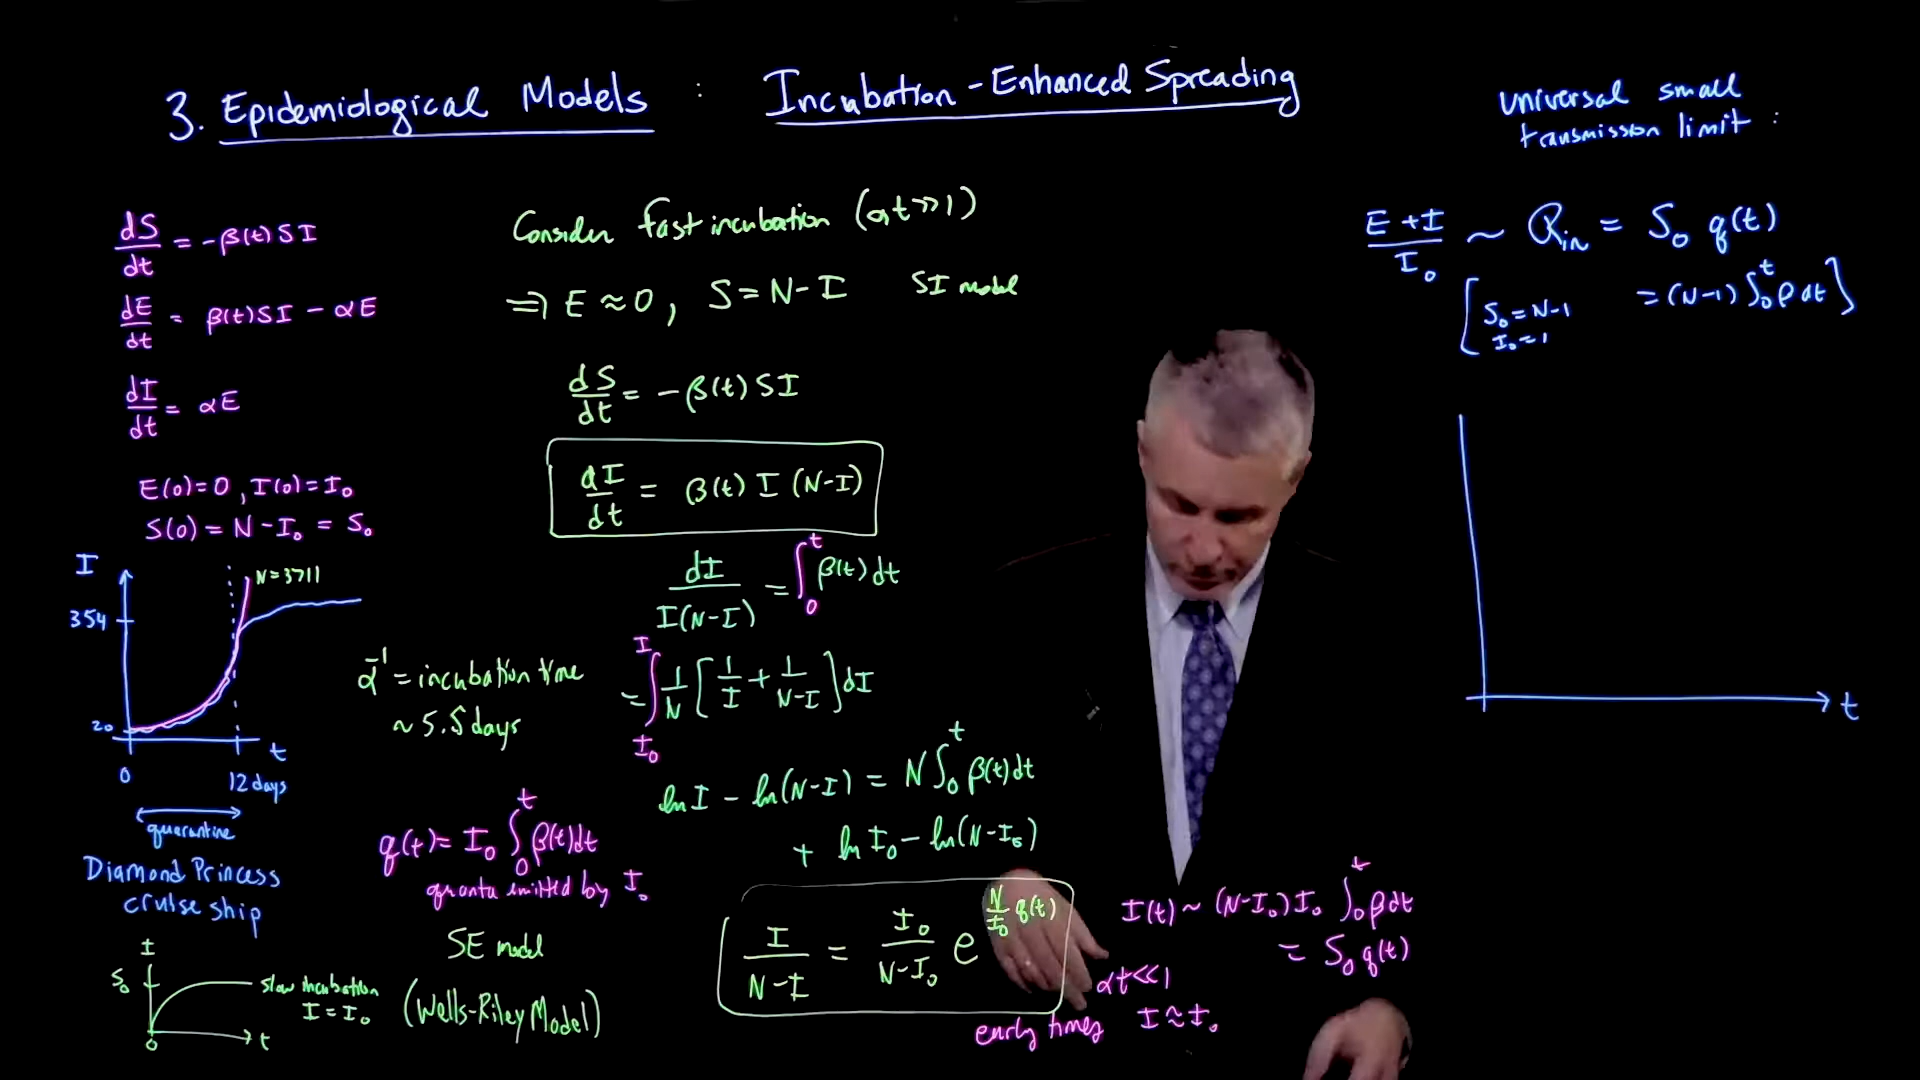 3. Epidemiological Models : Incubation-Enhanced Spreading
dS/dt = -β(t) S I
dE/dt = β(t) S I - αE
dI/dt = αE
E(0)=0, I(0)=I₀
S(0) = N-I₀ = S₀
I
N=3711
354
20
t
0
12 days
quarantine
Diamond Princess
cruise ship
I
S₀
slow incubation
I=I₀
0
t
α⁻¹ = incubation time
~ 5.5 days
q(t) = I₀ ∫₀ᵗ β(t)dt
quanta emitted by I₀
SE model
(Wells-Riley Model)
Consider fast incubation (αt>>1)
⇒ E≈0, S=N-I SI model
dS/dt = -β(t) S I
dI/dt = β(t) I (N-I)
dI/I(N-I) = ∫₀ᵗ β(t) dt
= ∫_{I₀}^{I} 1/N [1/I + 1/N-I] dI
ln I - ln(N-I) = N ∫₀ᵗ β(t)dt
+ ln I₀ - ln(N-I₀)
I/N-I = I₀/N-I₀ e^{N/I₀ q(t)}
I(t) ~ (N-I₀) I₀ ∫₀ᵗ βdt
= S₀ q(t)
αt<<1
early times I≈I₀
universal small
transmission limit :
E+I/I₀ ~ Q_in = S₀ q(t)
[S₀=N-1 = (N-1) ∫₀ᵗ β dt]
I₀=1
t